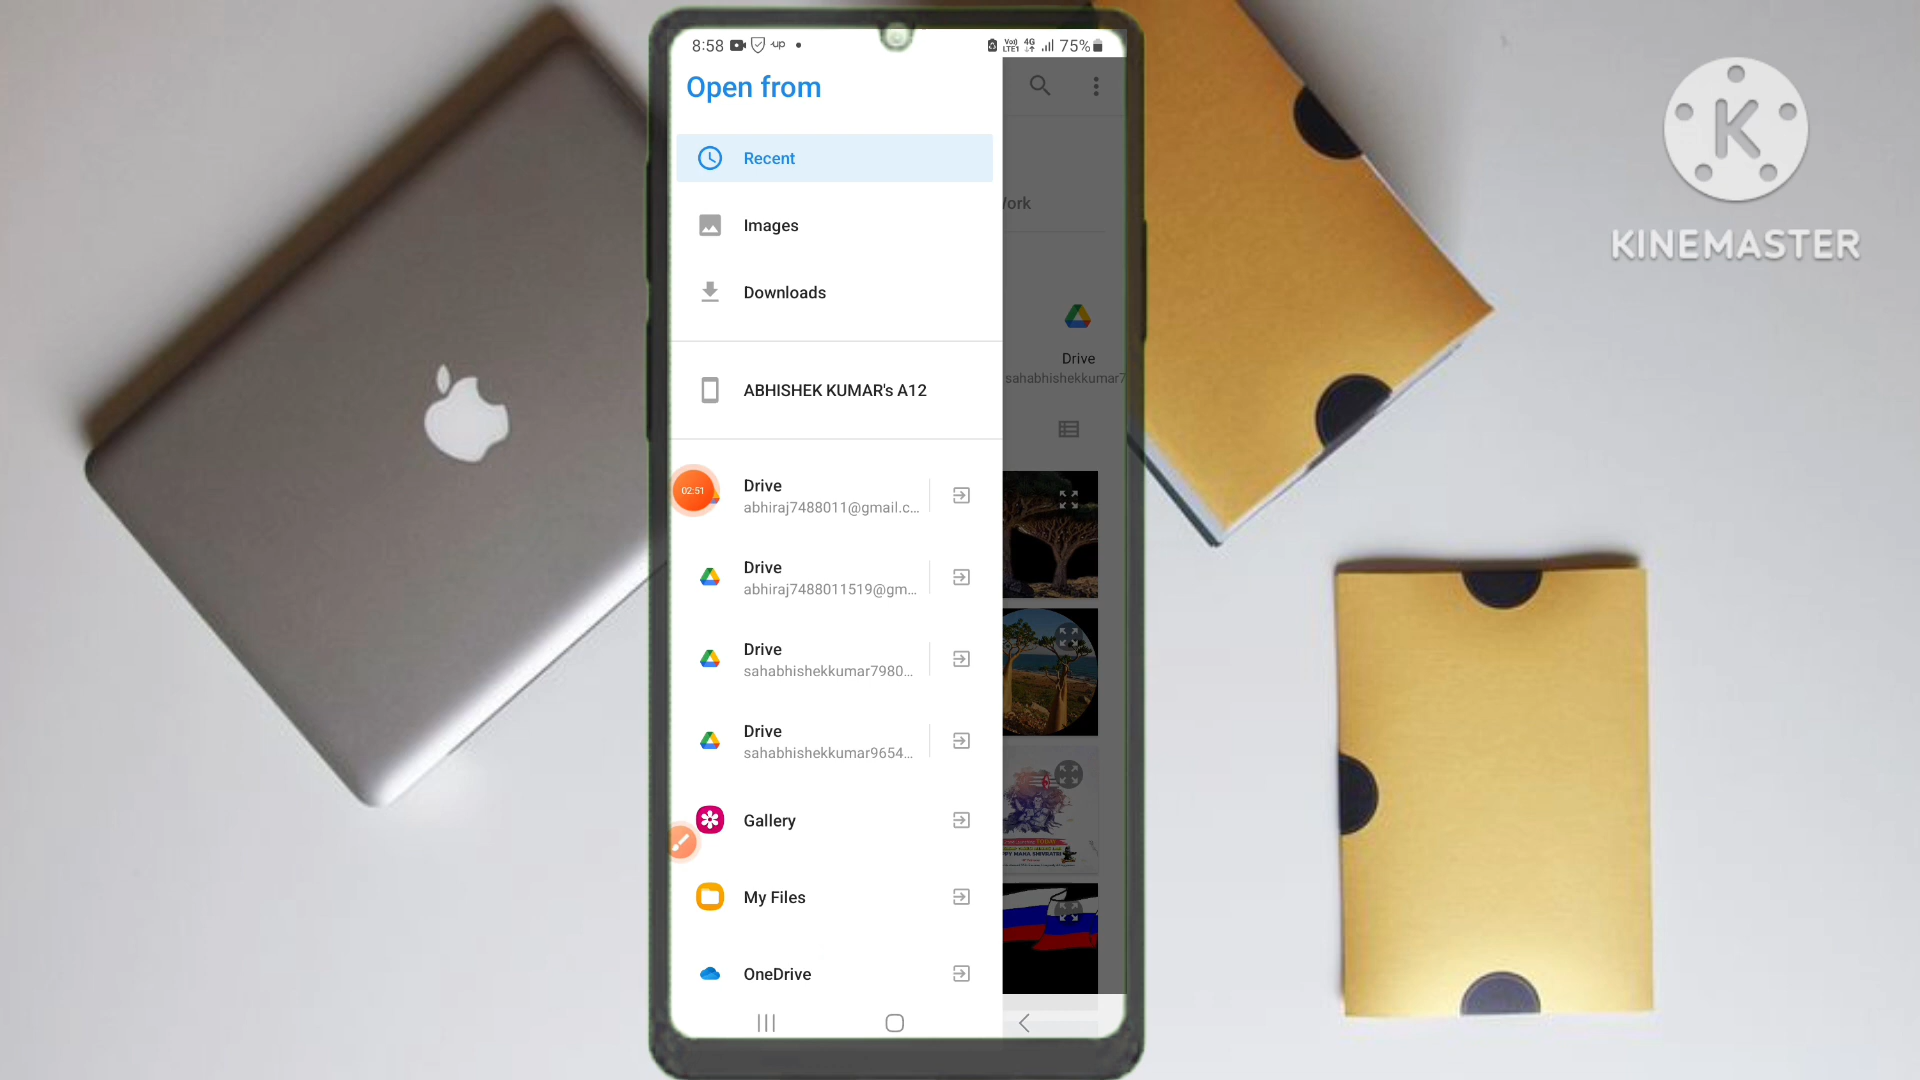 8:58
75%
Open from
Recent
Work
Images
Downloads
Drive
sahabhishekkumar7
ABHISHEK KUMAR's A12
02:51
Drive
abhiraj7488011@gmail.c...
Drive
abhiraj7488011519@gm...
Drive
sahabhishekkumar7980...
Drive
sahabhishekkumar9654...
Gallery
My Files
OneDrive
K
KINEMASTER